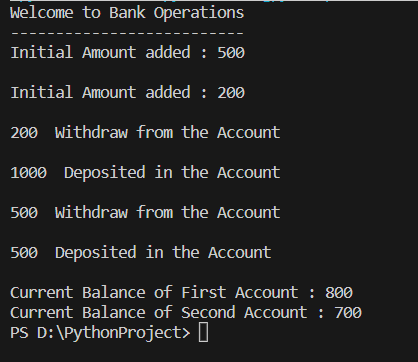 Welcome to Bank Operations
--------------------------
Initial Amount added : 500
Initial Amount added : 200
200  Withdraw from the Account
1000  Deposited in the Account
500  Withdraw from the Account
500  Deposited in the Account
Current Balance of First Account : 800
Current Balance of Second Account : 700
PS D:\PythonProject>